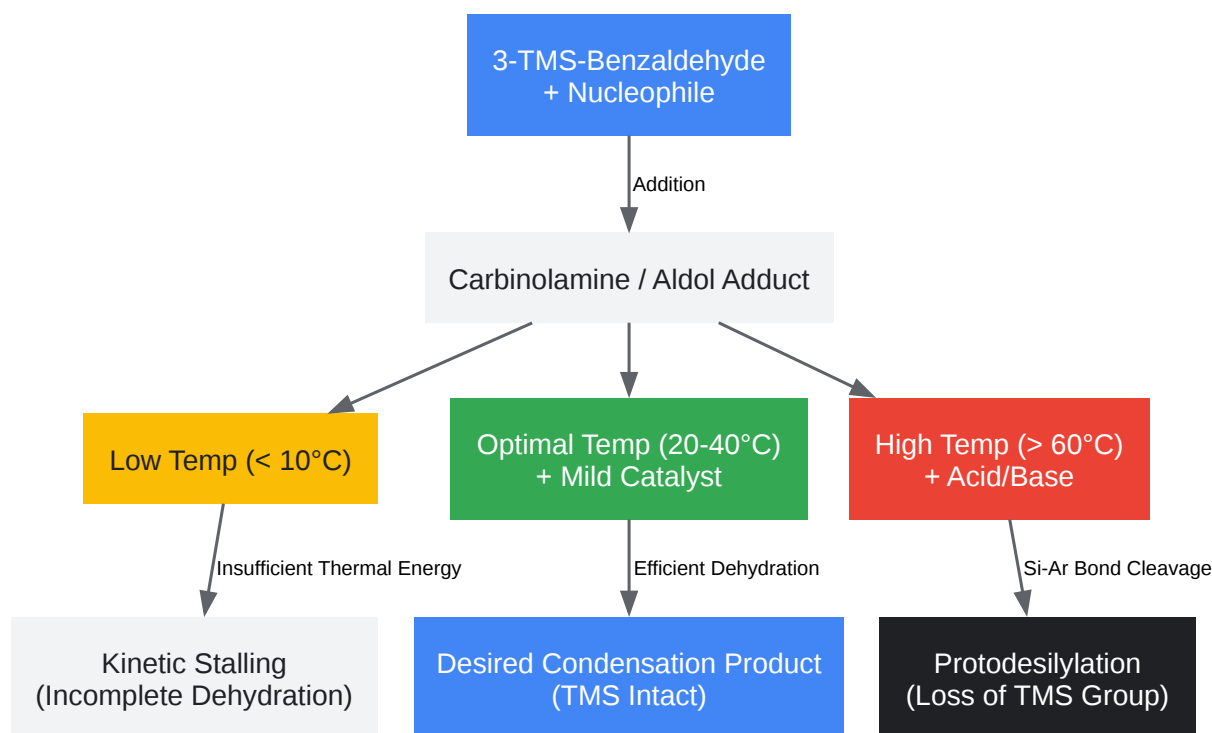 3-TMS-Benzaldehyde
+ Nucleophile
Addition
Carbinolamine / Aldol Adduct
Low Temp (< 10°C)
Optimal Temp (20-40°C)
+ Mild Catalyst
High Temp (> 60°C)
+ Acid/Base
Insufficient Thermal Energy
Efficient Dehydration
Si-Ar Bond Cleavage
Kinetic Stalling
(Incomplete Dehydration)
Desired Condensation Product
(TMS Intact)
Protodesilylation
(Loss of TMS Group)